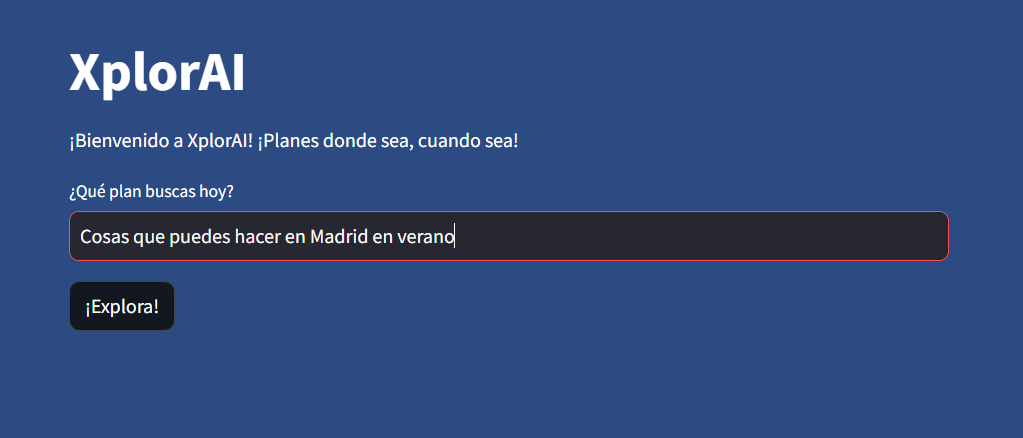 XplorAI
¡Bienvenido a XplorAI! ¡Planes donde sea, cuando sea!
¿Qué plan buscas hoy?
Cosas que puedes hacer en Madrid en verano
¡Explora!